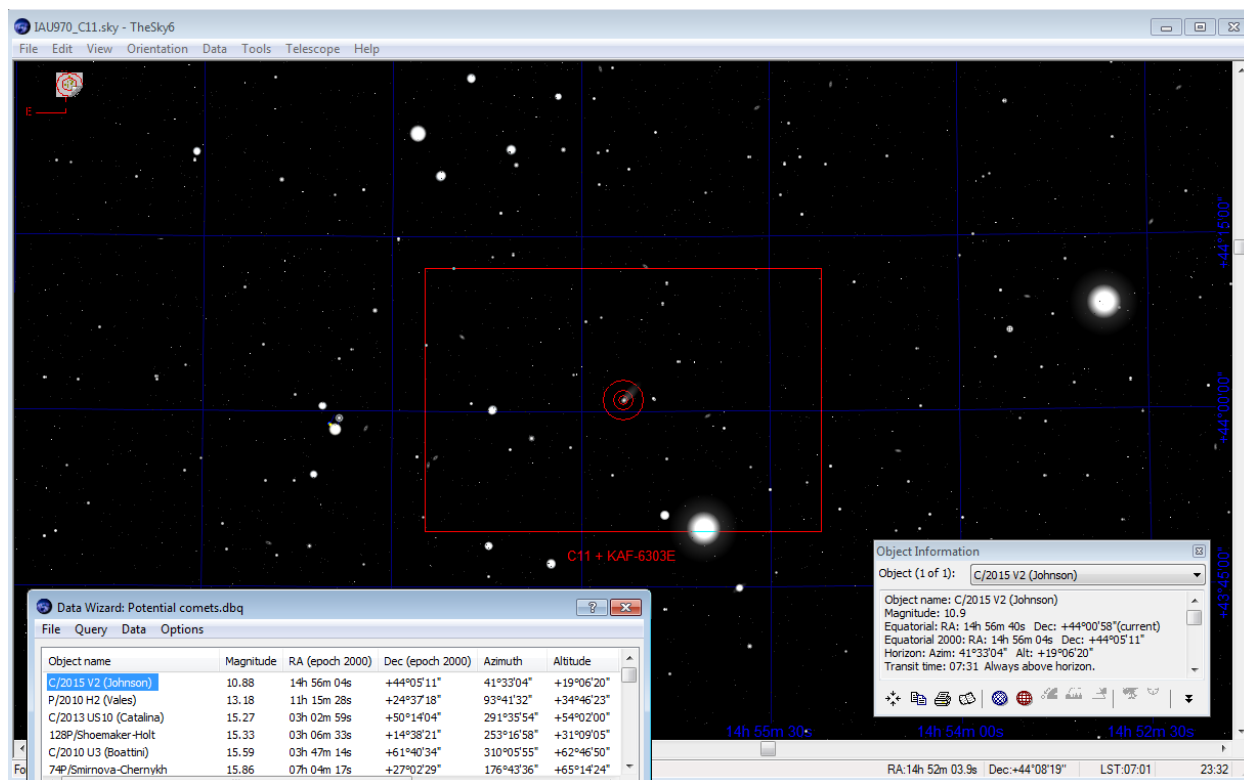 IAU970_C11.sky - TheSky6
File Edit View Orientation Data Tools Telescope Help
E
+44°15'00"
+44°00'00"
C11 + KAF-6303E
+43°45'00"
Object Information
Object (1 of 1): C/2015 V2 (Johnson)
Object name: C/2015 V2 (Johnson)
Magnitude: 10.9
Equatorial: RA: 14h 56m 40s Dec: +44°00'58"(current)
Equatorial 2000: RA: 14h 56m 04s Dec: +44°05'11"
Horizon: Azim: 41°33'04" Alt: +19°06'20"
Transit time: 07:31 Always above horizon.
Data Wizard: Potential comets.dbq
File Query Data Options
Object name Magnitude RA (epoch 2000) Dec (epoch 2000) Azimuth Altitude
C/2015 V2 (Johnson) 10.88 14h 56m 04s +44°05'11" 41°33'04" +19°06'20"
P/2010 H2 (Vales) 13.18 11h 15m 28s +24°37'18" 93°41'32" +34°46'23"
C/2013 US10 (Catalina) 15.27 03h 02m 59s +50°14'04" 291°35'54" +54°02'00"
128P/Shoemaker-Holt 15.33 03h 06m 33s +14°38'21" 253°16'58" +31°09'05"
C/2010 U3 (Boattini) 15.59 03h 47m 14s +61°40'34" 310°05'55" +62°46'50"
74P/Smirnova-Chernykh 15.86 07h 04m 17s +27°02'29" 176°43'36" +65°14'24"
14h 55m 30s 14h 54m 00s 14h 52m 30s
Fo
RA:14h 52m 03.9s Dec:+44°08'19" LST:07:01 23:32